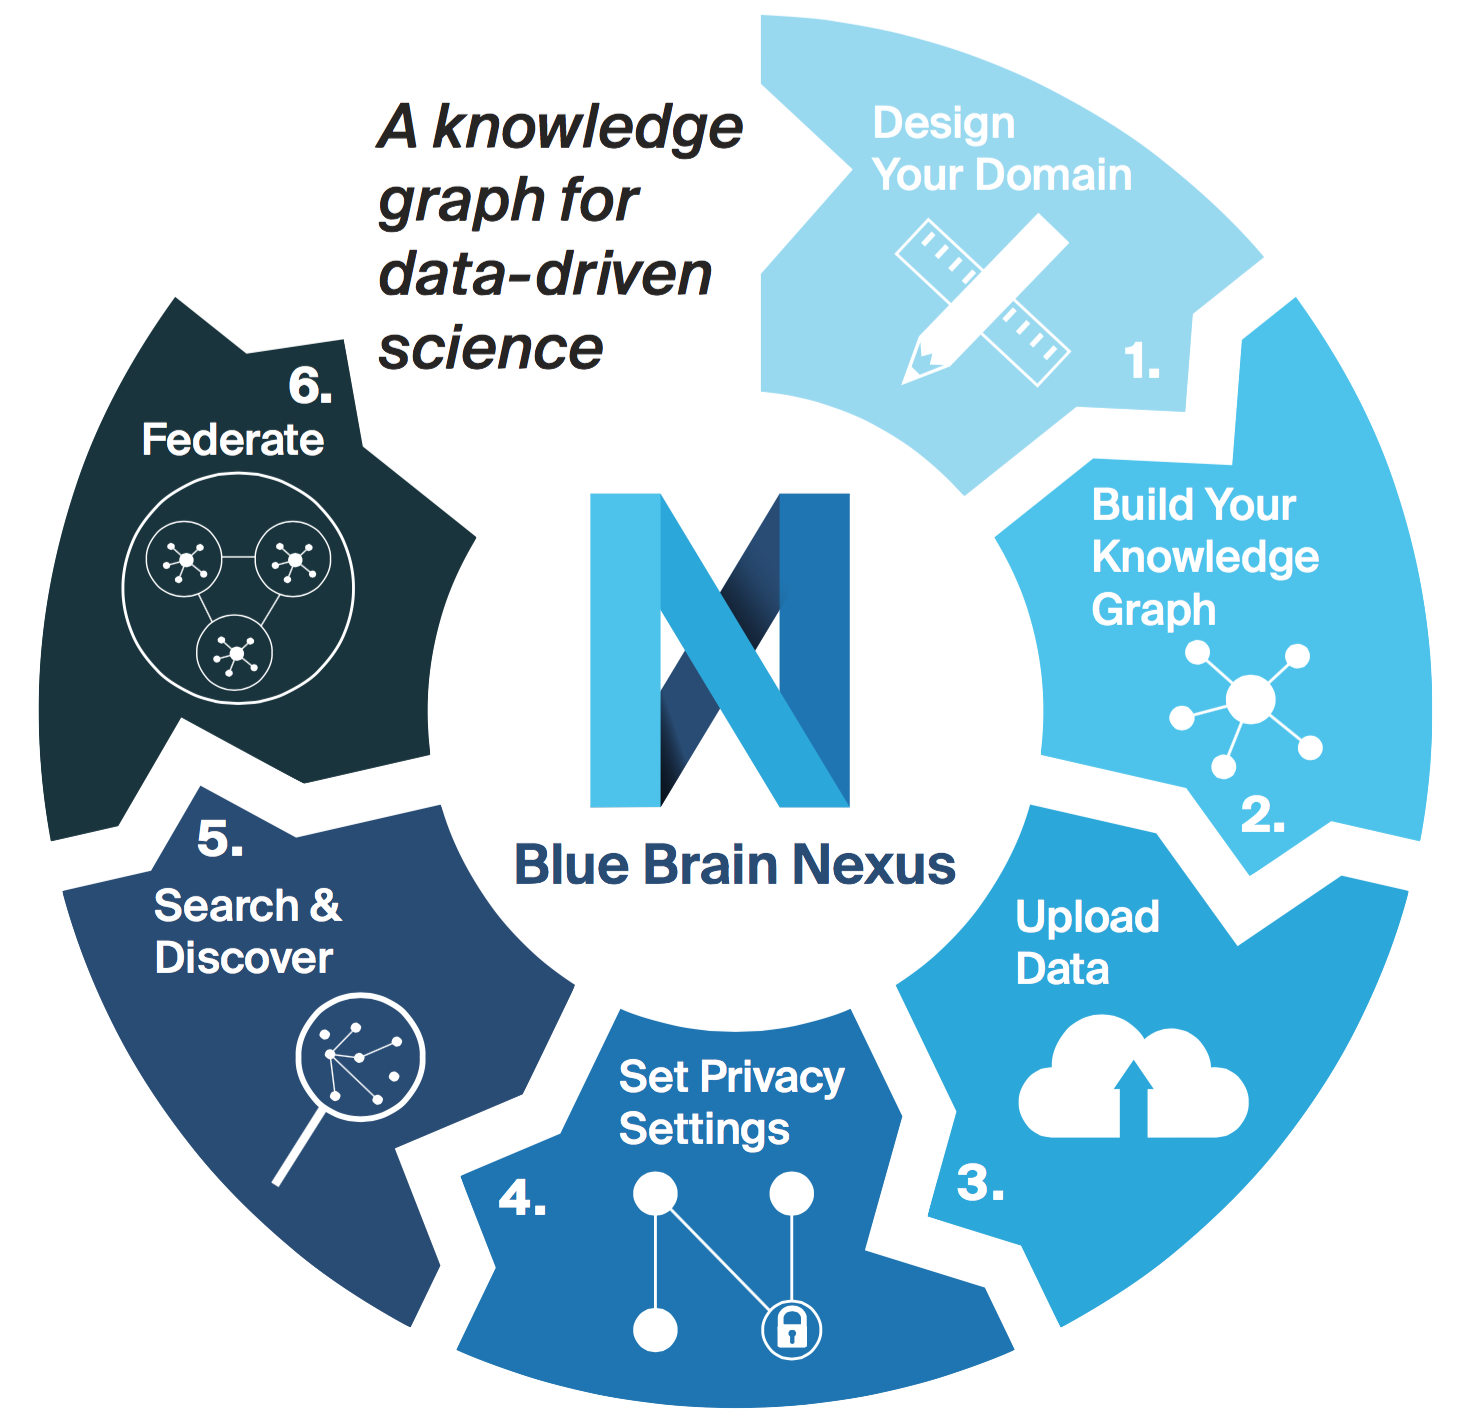 A knowledge
graph for
data-driven
science
Design
Your Domain
1.
Build Your
Knowledge
Graph
2.
Upload
Data
3.
Set Privacy
Settings
4.
5.
Search &
Discover
6.
Federate
Blue Brain Nexus